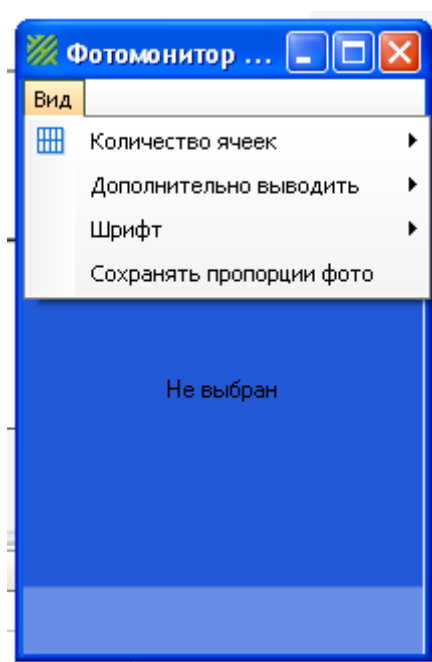 Фотомонитор ...
Вид
Количество ячеек
Дополнительно выводить
Шрифт
Сохранять пропорции фото
Не выбран